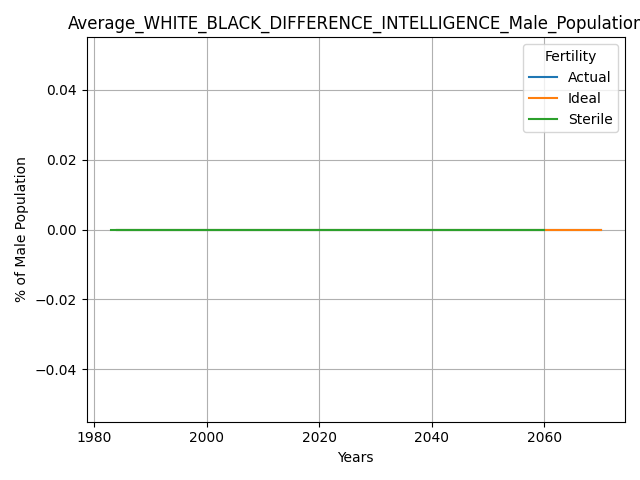 Average_WHITE_BLACK_DIFFERENCE_INTELLIGENCE_Male_Population
Fertility
Actual
Ideal
Sterile
0.04
0.02
0.00
−0.02
−0.04
% of Male Population
1980 2000 2020 2040 2060
Years